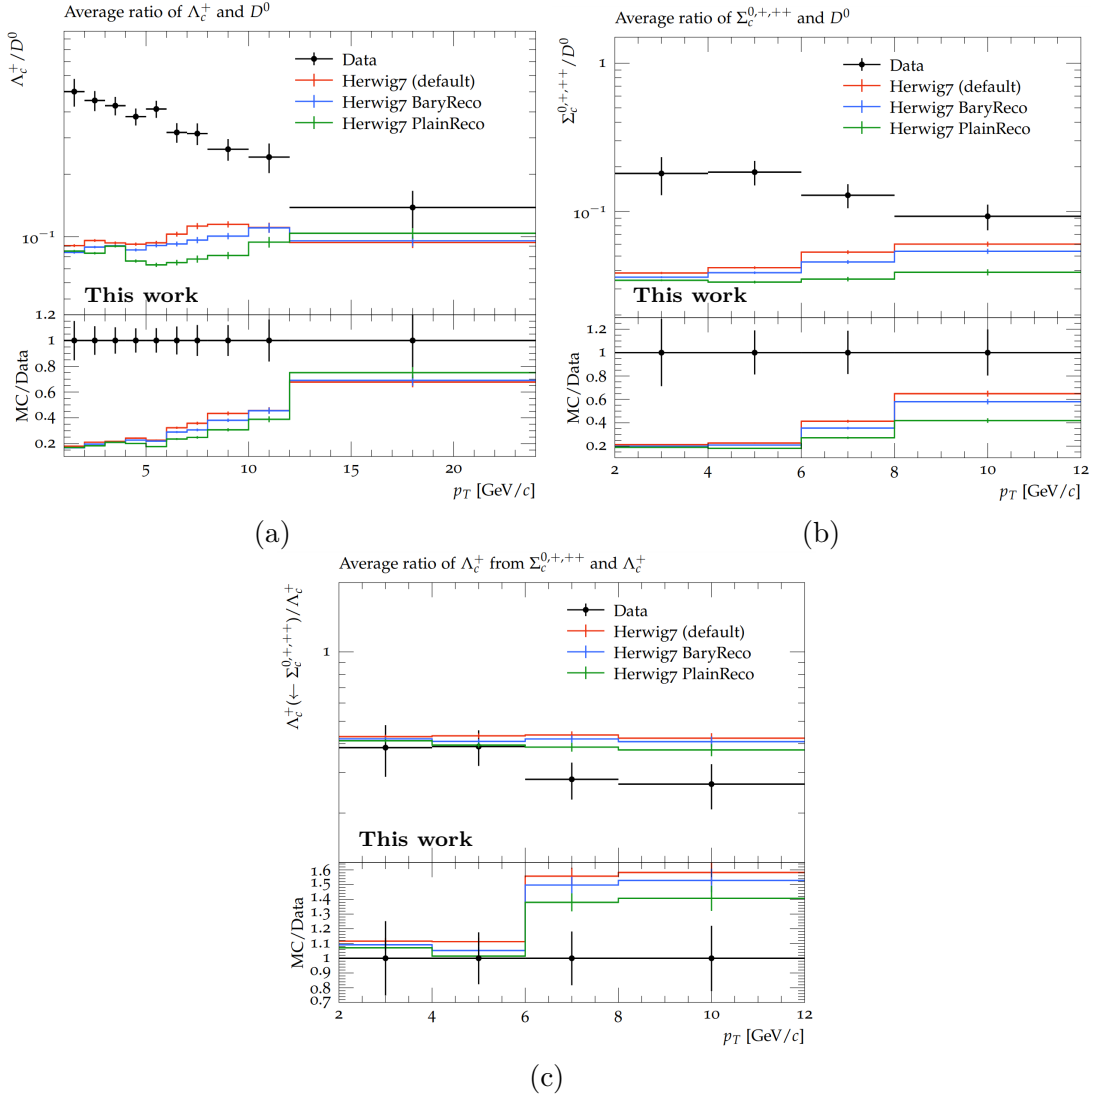 Average ratio of Λc+ and D⁰
Λc+/D⁰
Data
Herwig7 (default)
Herwig7 BaryReco
Herwig7 PlainReco
10⁻¹
This work
MC/Data
1.2
1
0.8
0.6
0.4
0.2
5 10 15 20
pT [GeV/c]
(a)
Average ratio of Σc0,+,++ and D⁰
Σc0,+,++/D⁰
1
Data
Herwig7 (default)
Herwig7 BaryReco
Herwig7 PlainReco
10⁻¹
This work
MC/Data
1.2
1
0.8
0.6
0.4
0.2
2 4 6 8 10 12
pT [GeV/c]
(b)
Average ratio of Λc+ from Σc0,+,++ and Λc+
Λc+(← Σc0,+,++)/Λc+
Data
Herwig7 (default)
1
Herwig7 BaryReco
Herwig7 PlainReco
This work
MC/Data
1.6
1.5
1.4
1.3
1.2
1.1
1
0.9
0.8
0.7
2 4 6 8 10 12
pT [GeV/c]
(c)